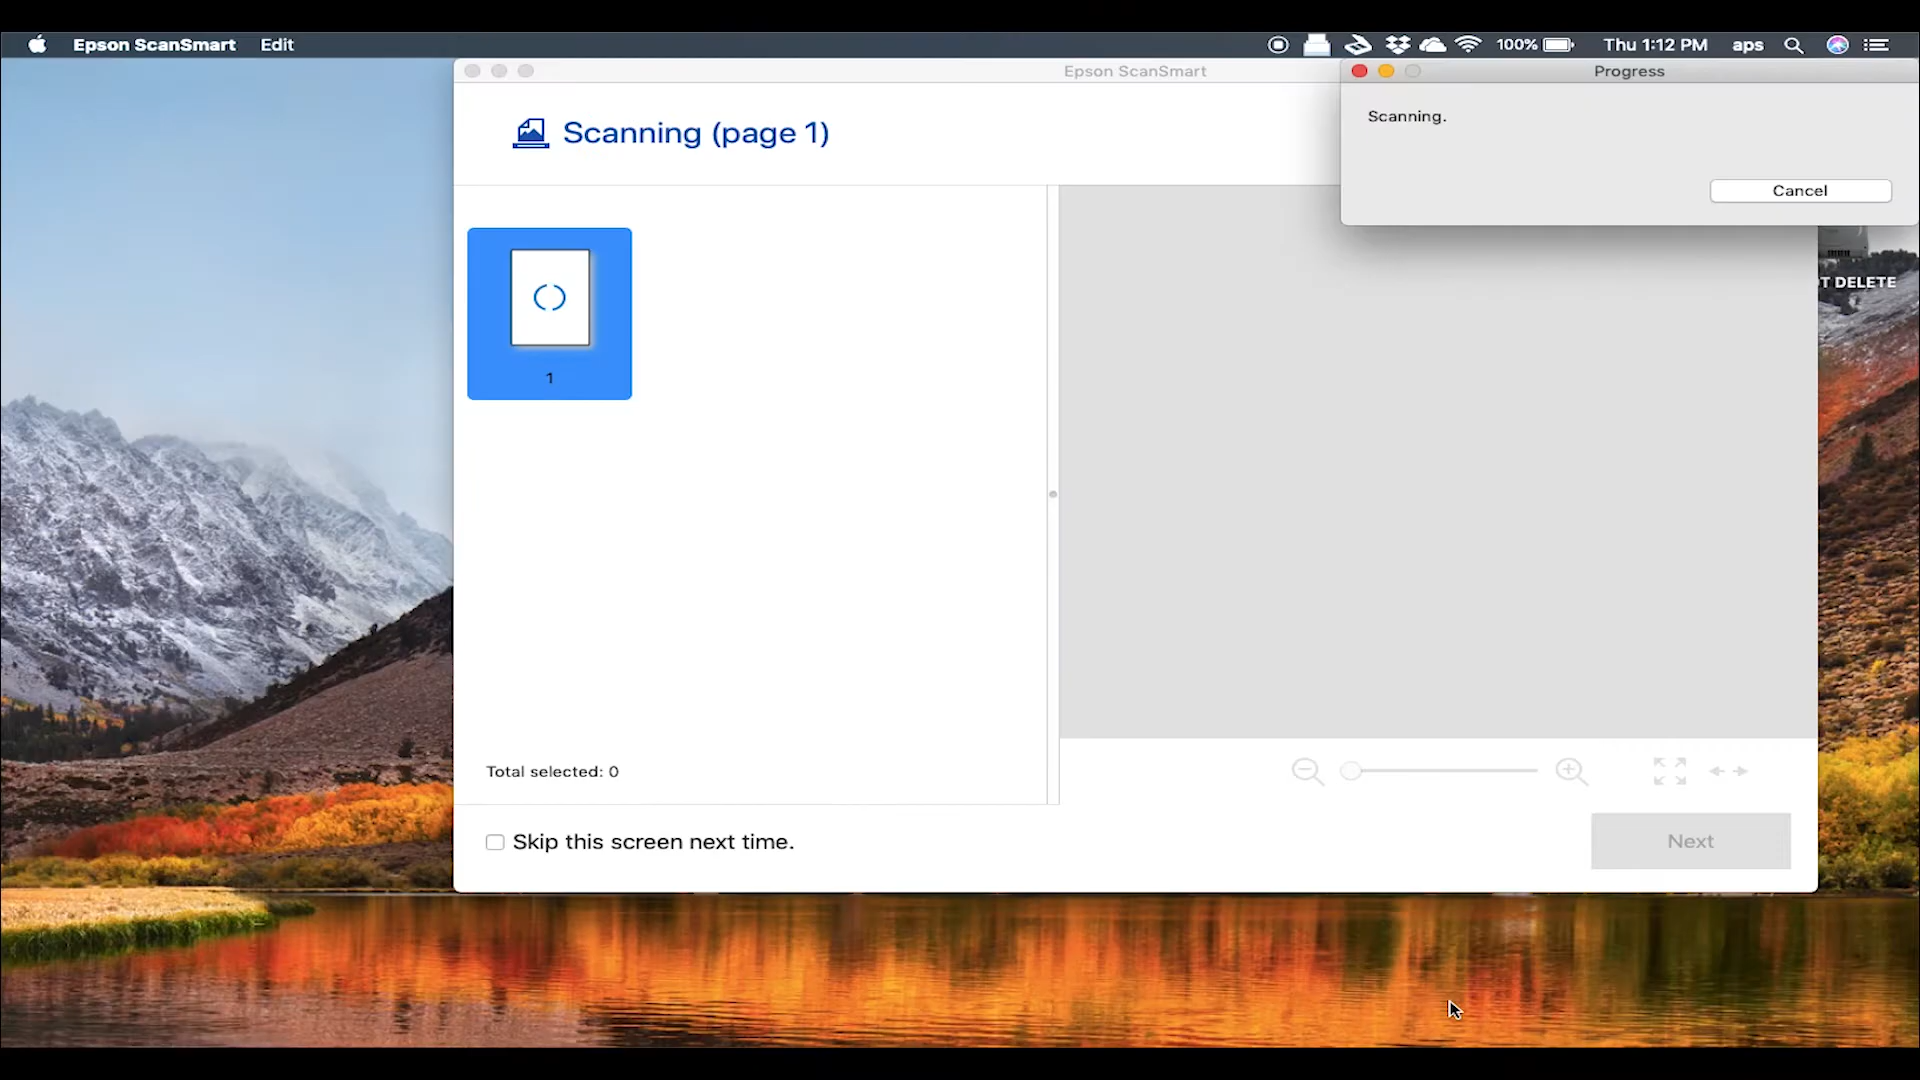 Epson ScanSmart Edit 100% Thu 1:12 PM aps
Epson ScanSmart
Progress
Scanning.
Cancel
Scanning (page 1)
T DELETE
1
Total selected: 0
Skip this screen next time.
Next